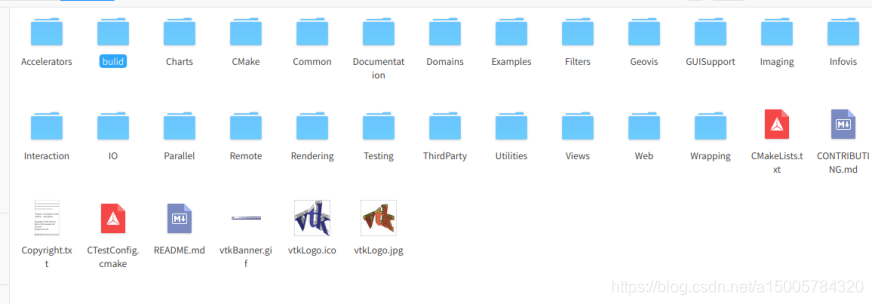 Accelerators bulid Charts CMake Common Documentation Domains Examples Filters Geovis GUISupport Imaging Infovis
Interaction IO Parallel Remote Rendering Testing ThirdParty Utilities Views Web Wrapping CMakeLists.txt CONTRIBUTING.md
Copyright.txt CTestConfig.cmake README.md vtkBanner.gif vtkLogo.ico vtkLogo.jpg
https://blog.csdn.net/a15005784320